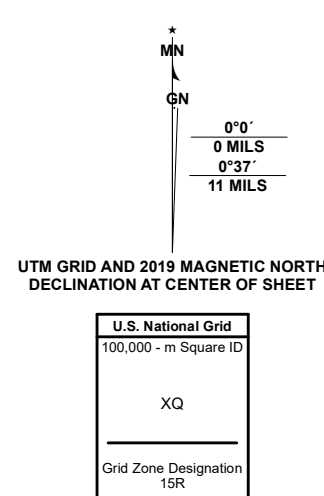 MN
GN
0°0´
0 MILS
0°37´
11 MILS
UTM GRID AND 2019 MAGNETIC NORTH
DECLINATION AT CENTER OF SHEET
U.S. National Grid
100,000 - m Square ID
XQ
Grid Zone Designation
15R